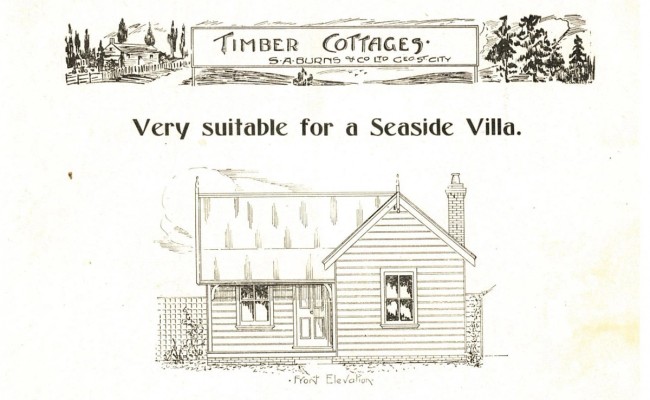 TIMBER COTTAGES.
S. A. BURNS & CO LTD GEO ST. CITY
Very suitable for a Seaside Villa.
. Front Elevation